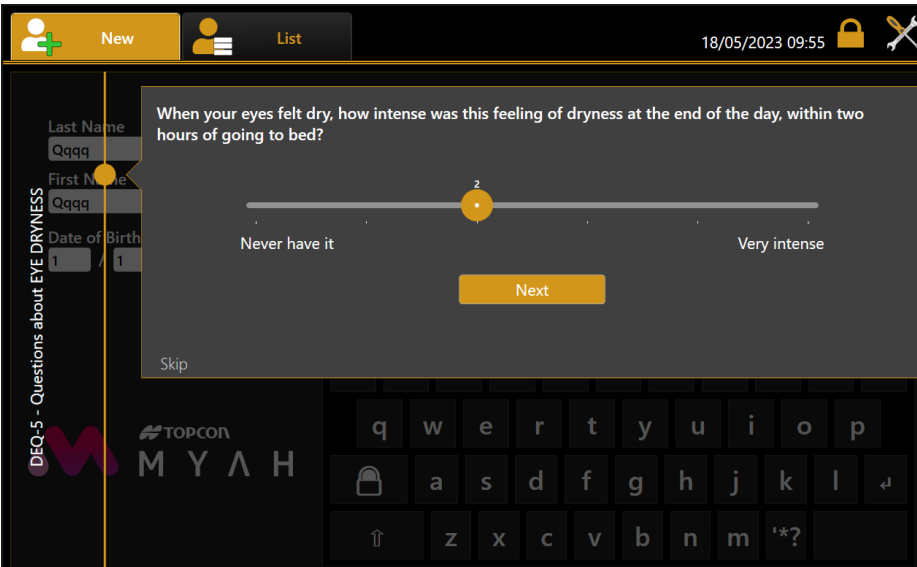 New
List
18/05/2023 09:55
When your eyes felt dry, how intense was this feeling of dryness at the end of the day, within two
hours of going to bed?
2
Never have it
Very intense
Next
Skip
Last Name
Qqqq
First Name
Qqqq
Date of Birth
1 / 1
DEQ-5 - Questions about EYE DRYNESS
TOPCON
MYAH
q w e r t y u i o p
a s d f g h j k l ↲
⇧ z x c v b n m '*?